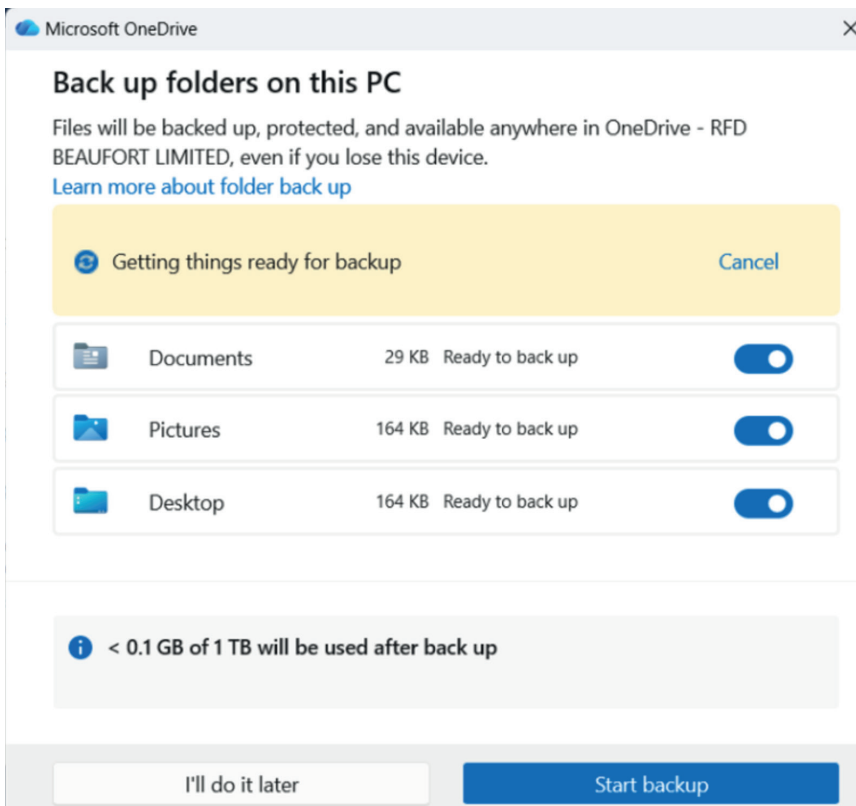 Microsoft OneDrive
Back up folders on this PC
Files will be backed up, protected, and available anywhere in OneDrive - RFD
BEAUFORT LIMITED, even if you lose this device.
Learn more about folder back up
Getting things ready for backup Cancel
Documents 29 KB Ready to back up
Pictures 164 KB Ready to back up
Desktop 164 KB Ready to back up
< 0.1 GB of 1 TB will be used after back up
I'll do it later Start backup